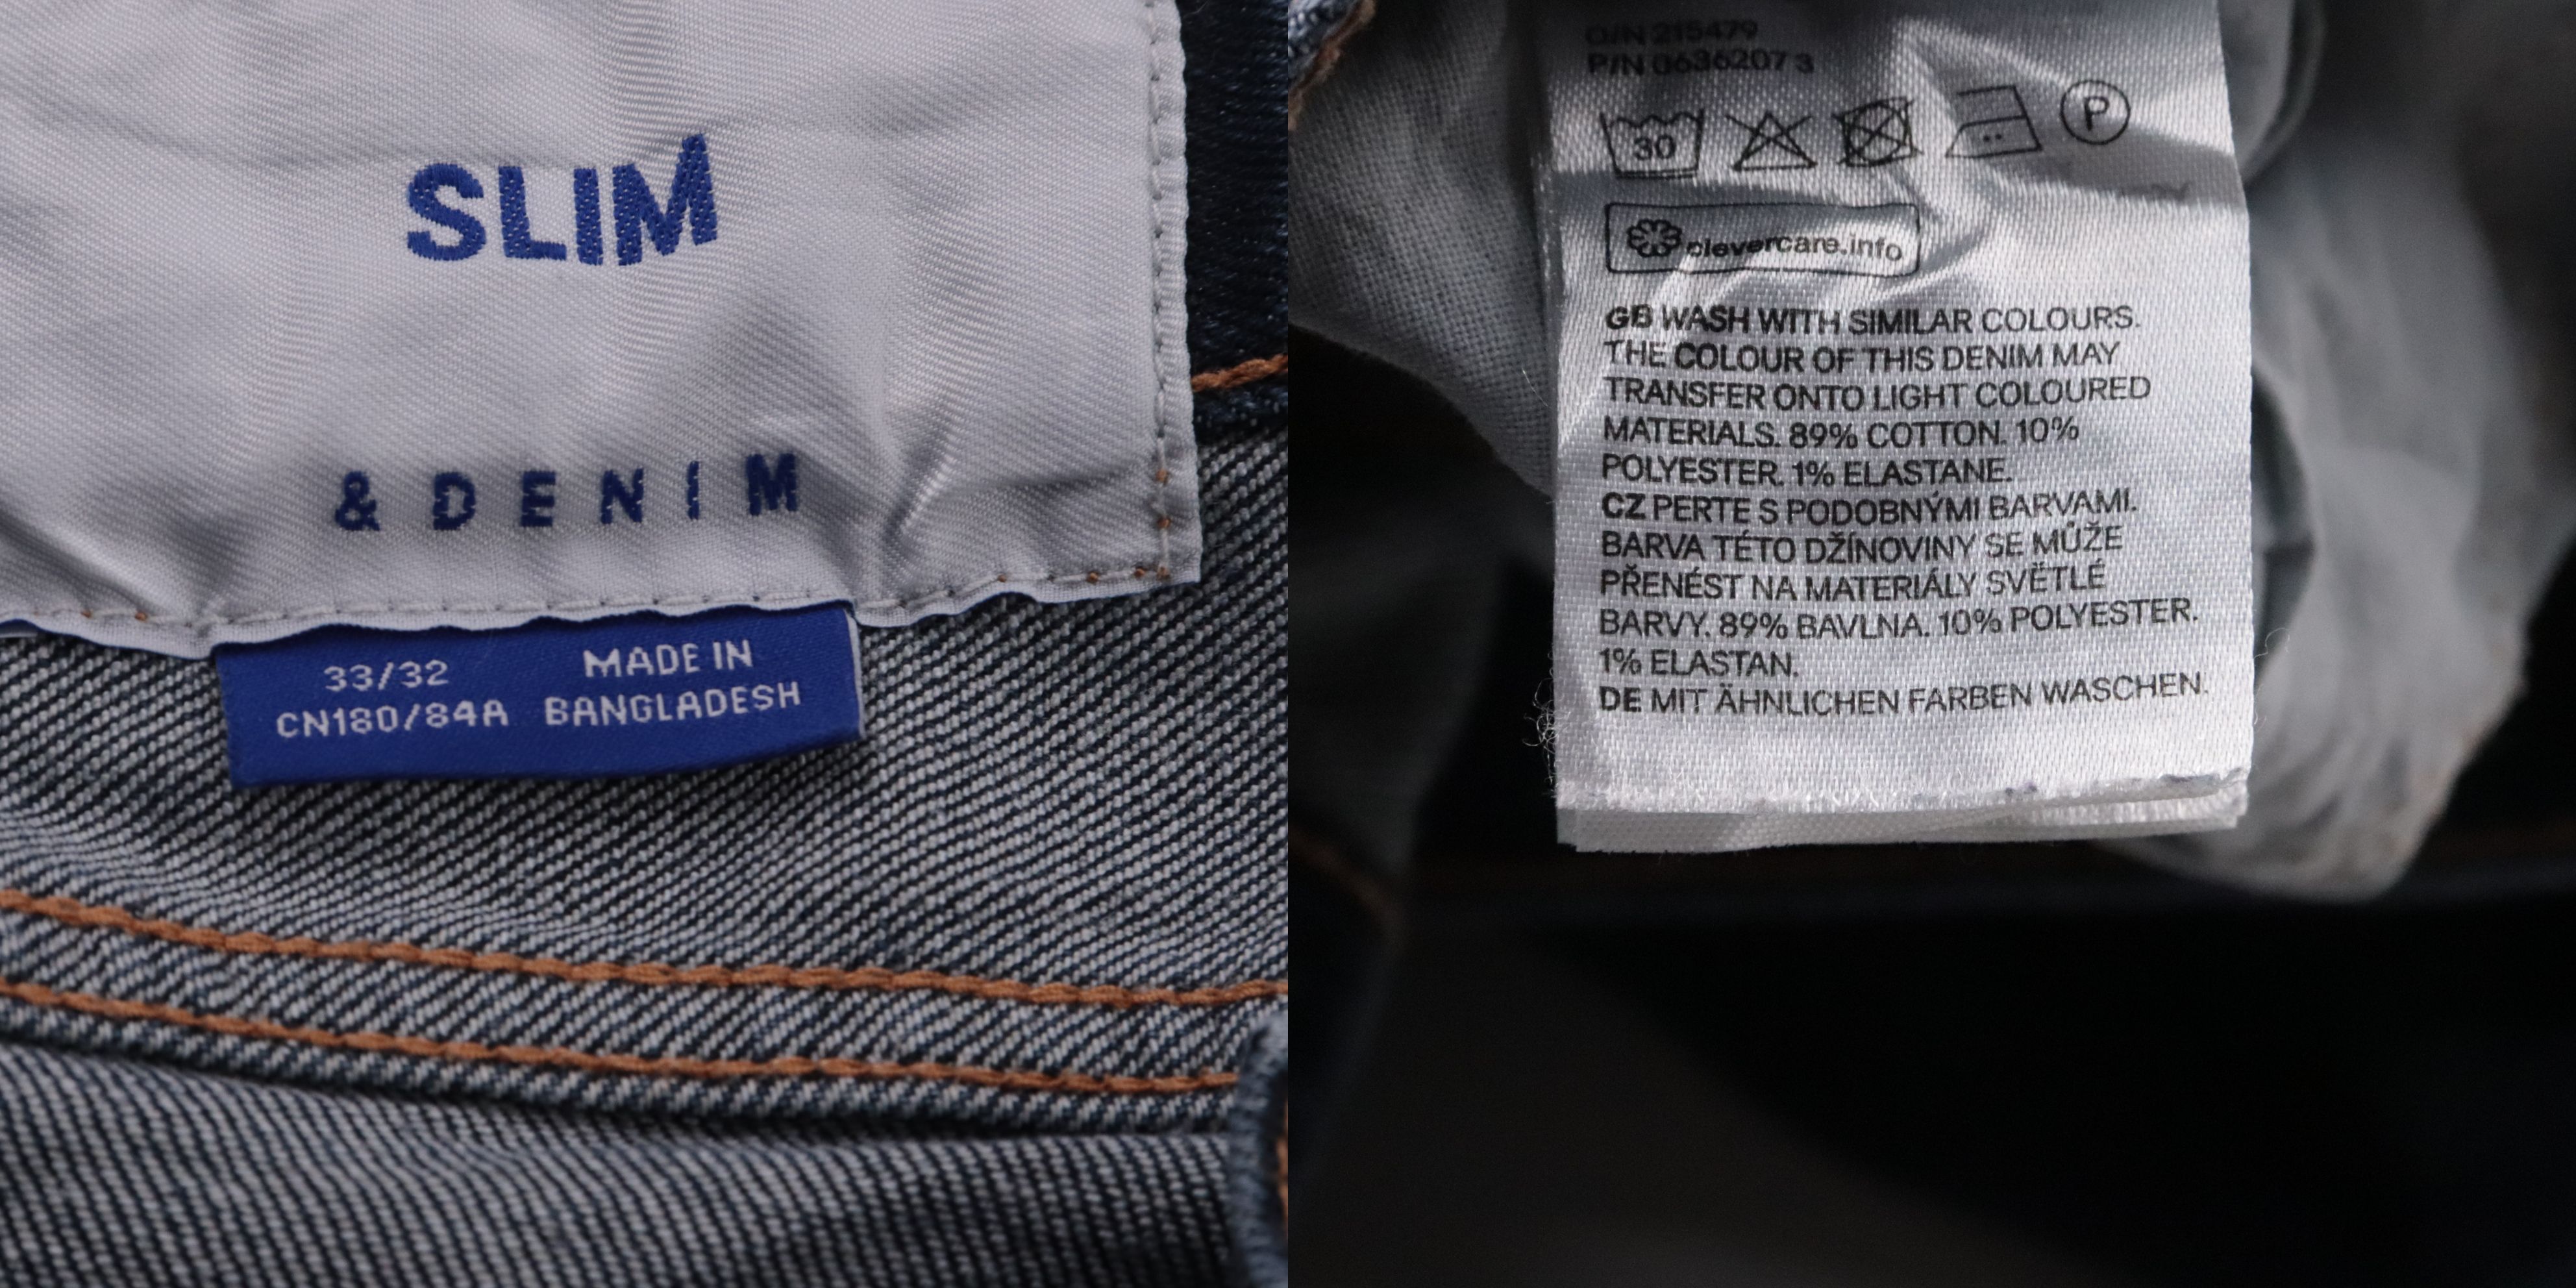 SLIM
& DENIM
33/32
CN180/84A
MADE IN
BANGLADESH
O/N 215479
P/N 0636207 3
30
P
clevercare.info
GB WASH WITH SIMILAR COLOURS.
THE COLOUR OF THIS DENIM MAY
TRANSFER ONTO LIGHT COLOURED
MATERIALS. 89% COTTON. 10%
POLYESTER. 1% ELASTANE.
CZ PERTE S PODOBNÝMI BARVAMI.
BARVA TÉTO DŽÍNOVINY SE MŮŽE
PŘENÉST NA MATERIÁLY SVĚTLÉ
BARVY. 89% BAVLNA. 10% POLYESTER.
1% ELASTAN.
DE MIT ÄHNLICHEN FARBEN WASCHEN.